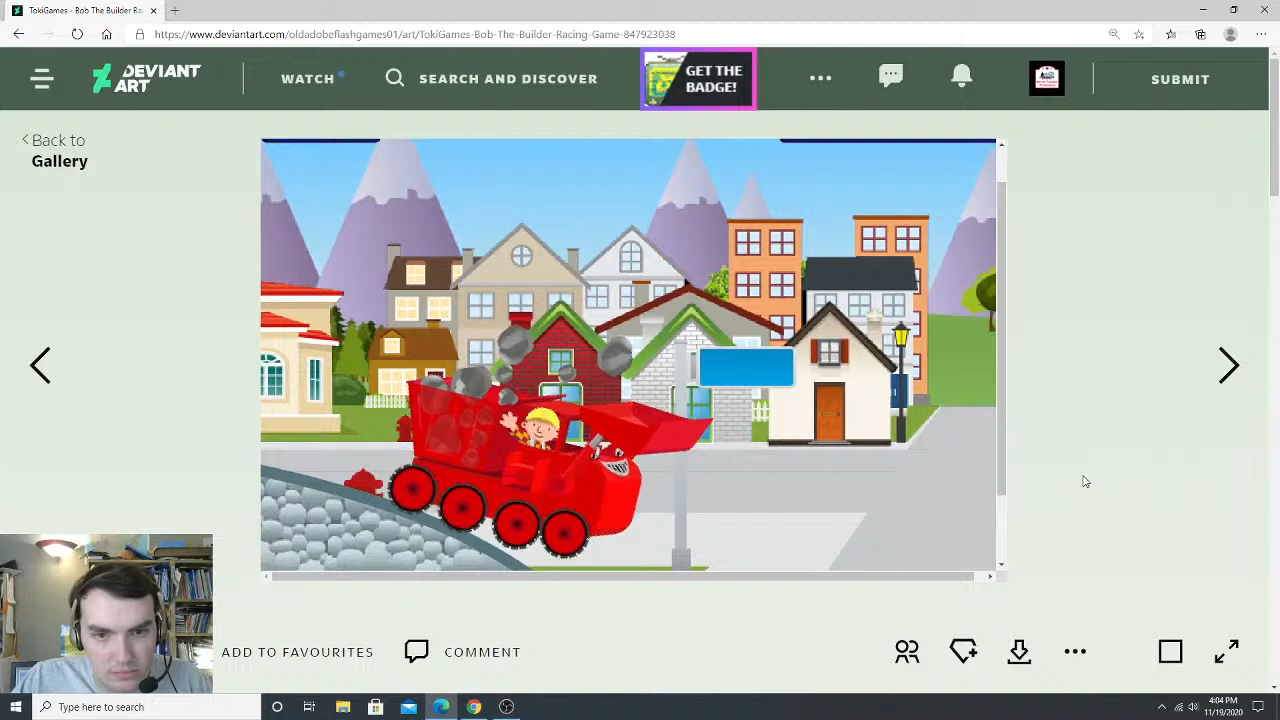 TokiGames - Bob The Builder Ra
https://www.deviantart.com/oldadobeflashgames01/art/TokiGames-Bob-The-Builder-Racing-Game-847923038
DEVIANT
ART
WATCH
SEARCH AND DISCOVER
GET THE
BADGE!
SUBMIT
Back to
Gallery
ADD TO FAVOURITES
COMMENT
Type here to search
4:04 PM
11/19/2020